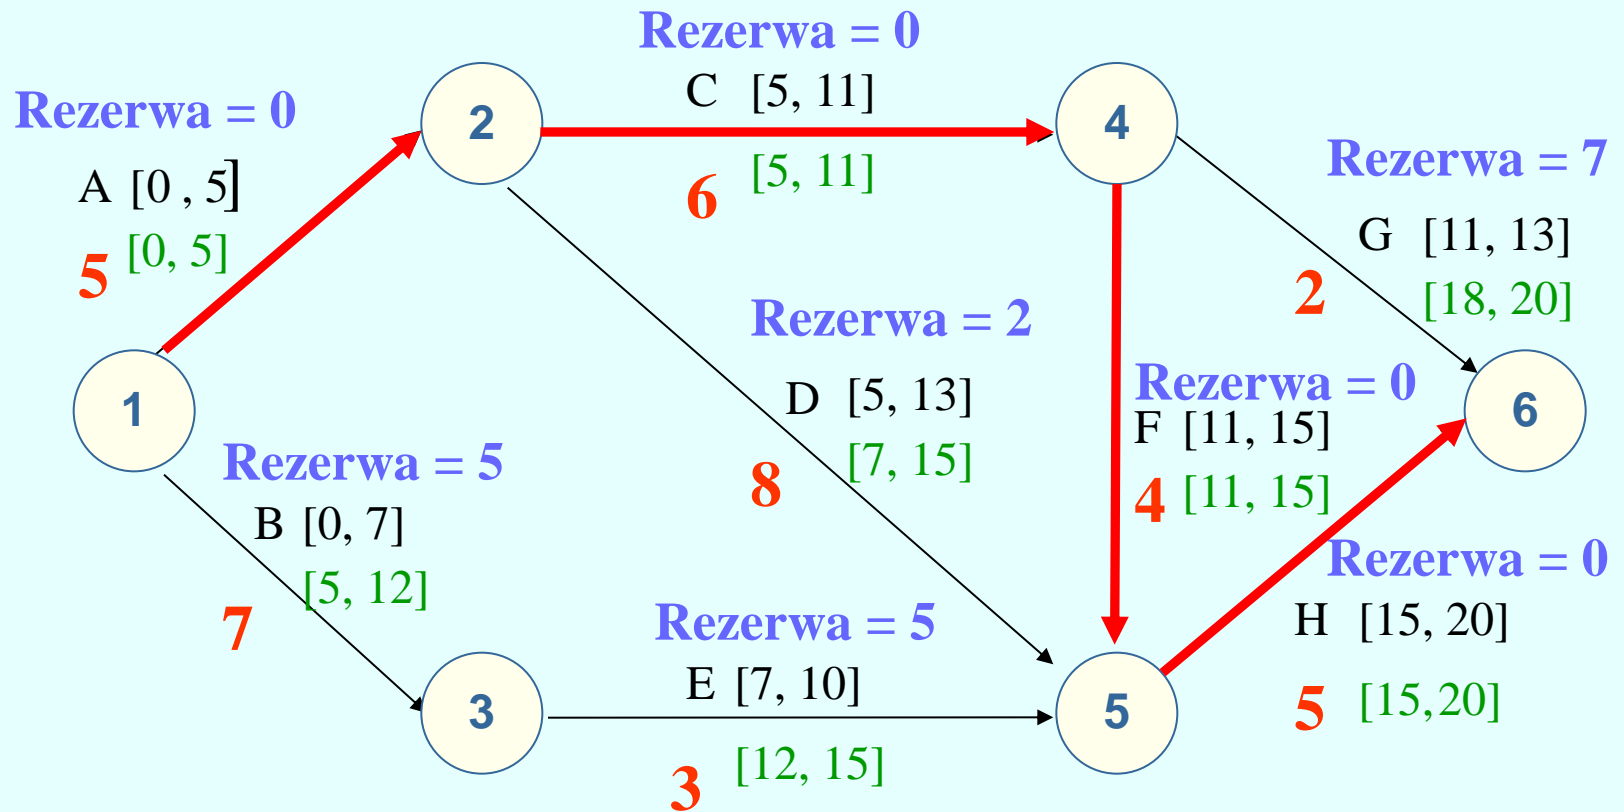 Rezerwa = 0
C [5, 11]
[5, 11]
6
Rezerwa = 0
A [0 , 5]
[0, 5]
5
2
4
Rezerwa = 7
G [11, 13]
[18, 20]
2
Rezerwa = 2
D [5, 13]
[7, 15]
8
Rezerwa = 0
F [11, 15]
[11, 15]
4
1
6
Rezerwa = 5
B [0, 7]
[5, 12]
7
Rezerwa = 0
H [15, 20]
[15,20]
5
Rezerwa = 5
E [7, 10]
[12, 15]
3
3
5